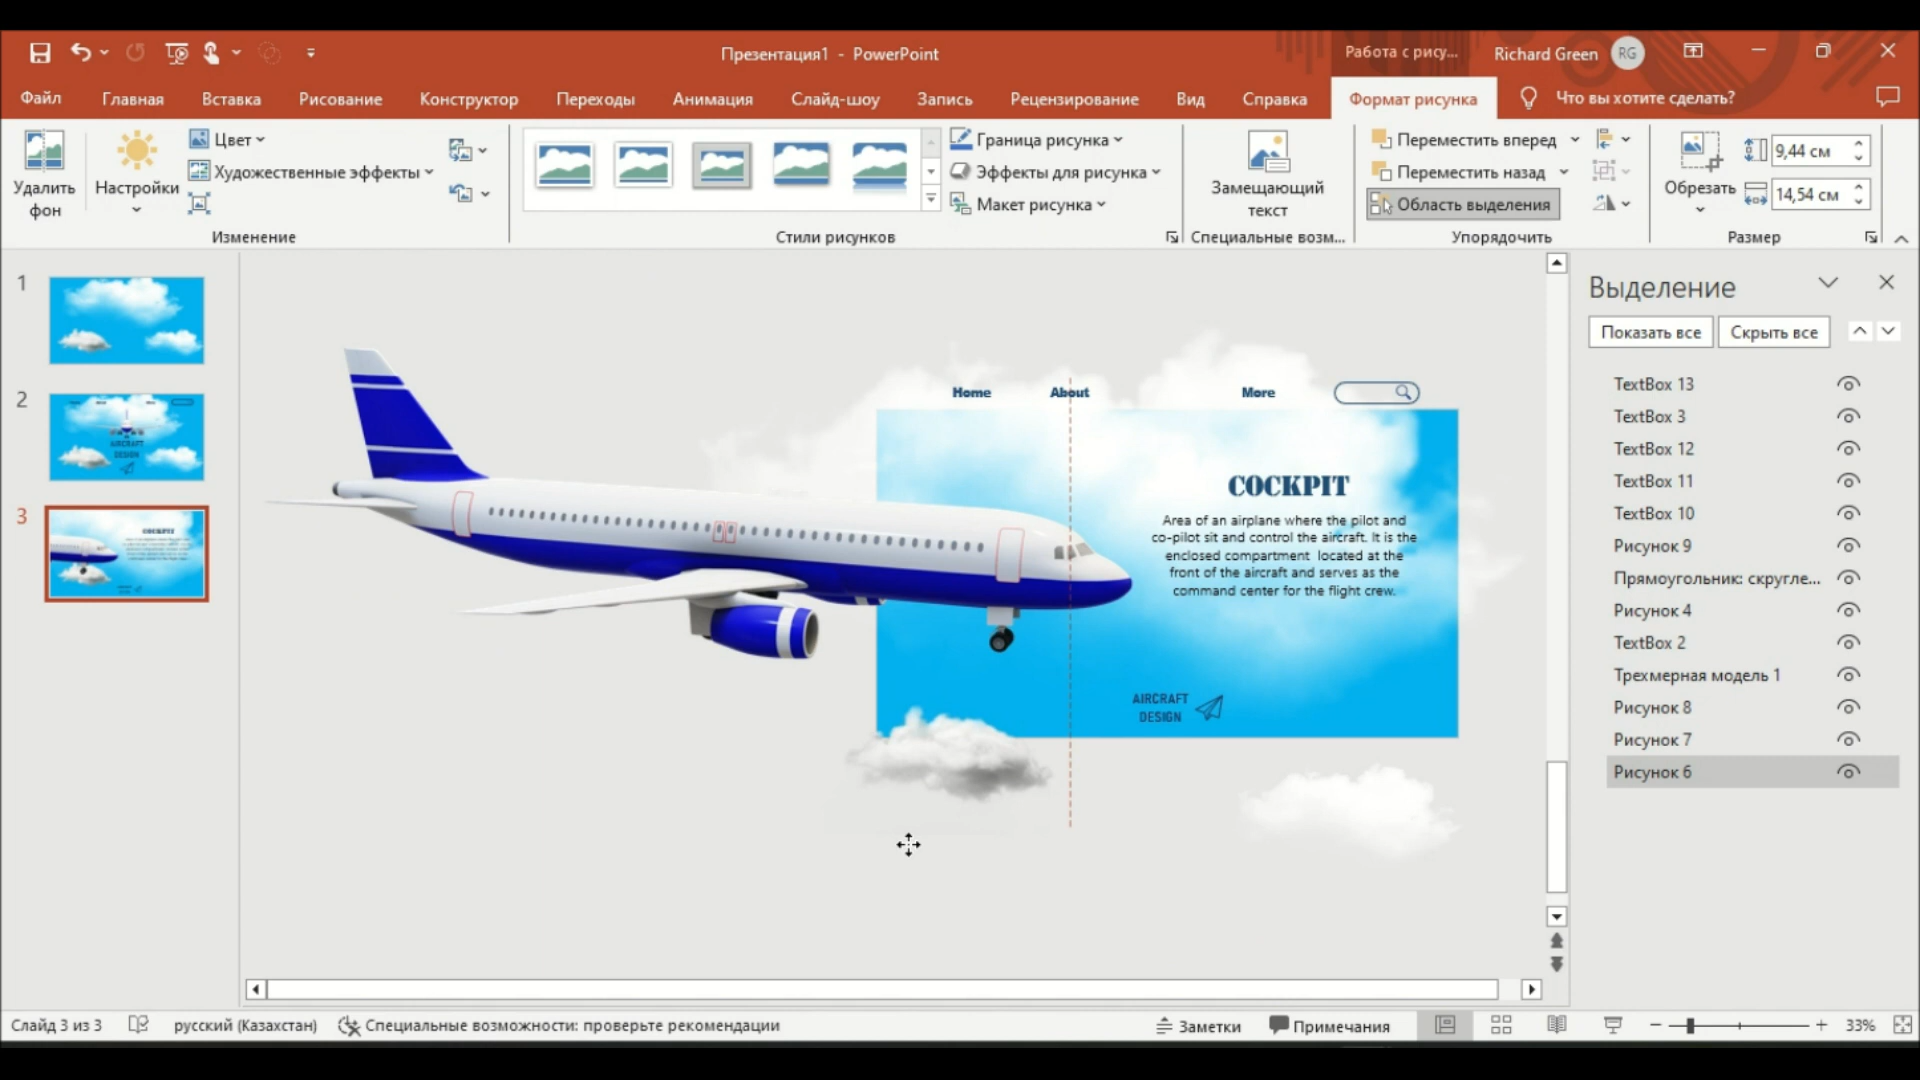 Презентация1 - PowerPoint
Работа с рису...
Richard Green
RG
Файл
Главная
Вставка
Рисование
Конструктор
Переходы
Анимация
Слайд-шоу
Запись
Рецензирование
Вид
Справка
Формат рисунка
Что вы хотите сделать?
Удалить
фон
Настройки
Цвет
Художественные эффекты
Изменение
Граница рисунка
Эффекты для рисунка
Макет рисунка
Стили рисунков
Замещающий
текст
Специальные возм...
Переместить вперед
Переместить назад
Область выделения
Упорядочить
Обрезать
9,44 см
14,54 см
Размер
1
2
AIRCRAFT
DESIGN
3
COCKPIT
Home
About
More
COCKPIT
Area of an airplane where the pilot and
co-pilot sit and control the aircraft. It is the
enclosed compartment located at the
front of the aircraft and serves as the
command center for the flight crew.
AIRCRAFT
DESIGN
Выделение
Показать все
Скрыть все
TextBox 13
TextBox 3
TextBox 12
TextBox 11
TextBox 10
Рисунок 9
Прямоугольник: скругле...
Рисунок 4
TextBox 2
Трехмерная модель 1
Рисунок 8
Рисунок 7
Рисунок 6
Слайд 3 из 3
русский (Казахстан)
Специальные возможности: проверьте рекомендации
Заметки
Примечания
33%